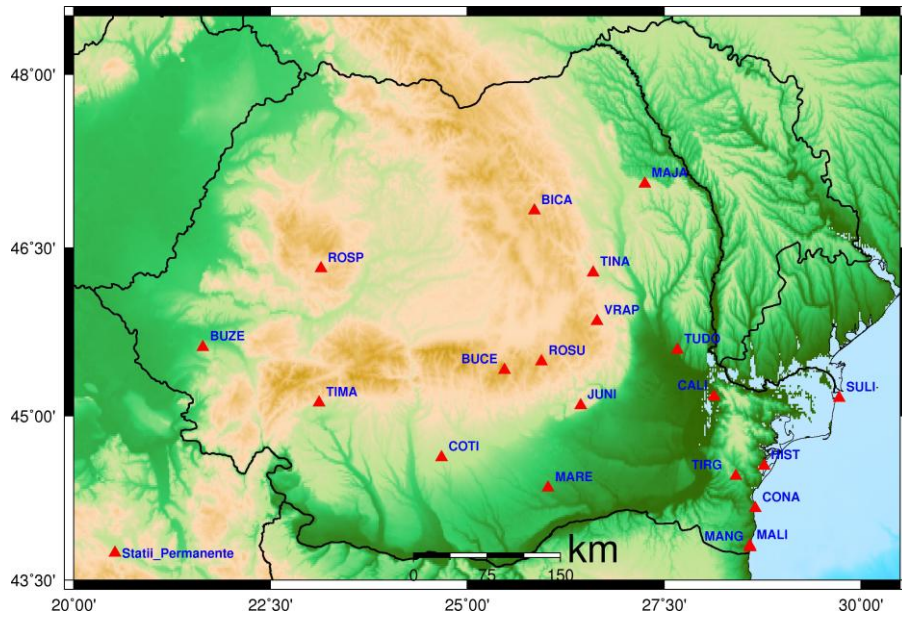 48°00'
MAJA
BICA
46°30'
ROSP
TINA
VRAP
BUZE
TUDO
BUCE
ROSU
CALI
SULI-
TIMA
JUNI
45°00'
COTI
TIRG
HIST
MARE
CONA
MANG
MALI
Statii_Permanente
km
0 75 150
43°30'
20°00' 22°30' 25°00' 27°30' 30°00'